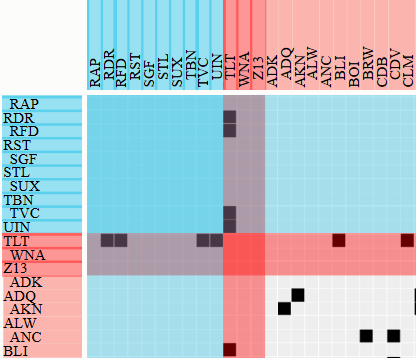 RAP
RDR
RFD
RST
SGF
STL
SUX
TBN
TVC
UIN
TLT
WNA
Z13
ADK
ADQ
AKN
ALW
ANC
BLI
BOI
BRW
CDB
CDV
CLM
RAP
RDR
RFD
RST
SGF
STL
SUX
TBN
TVC
UIN
TLT
WNA
Z13
ADK
ADQ
AKN
ALW
ANC
BLI